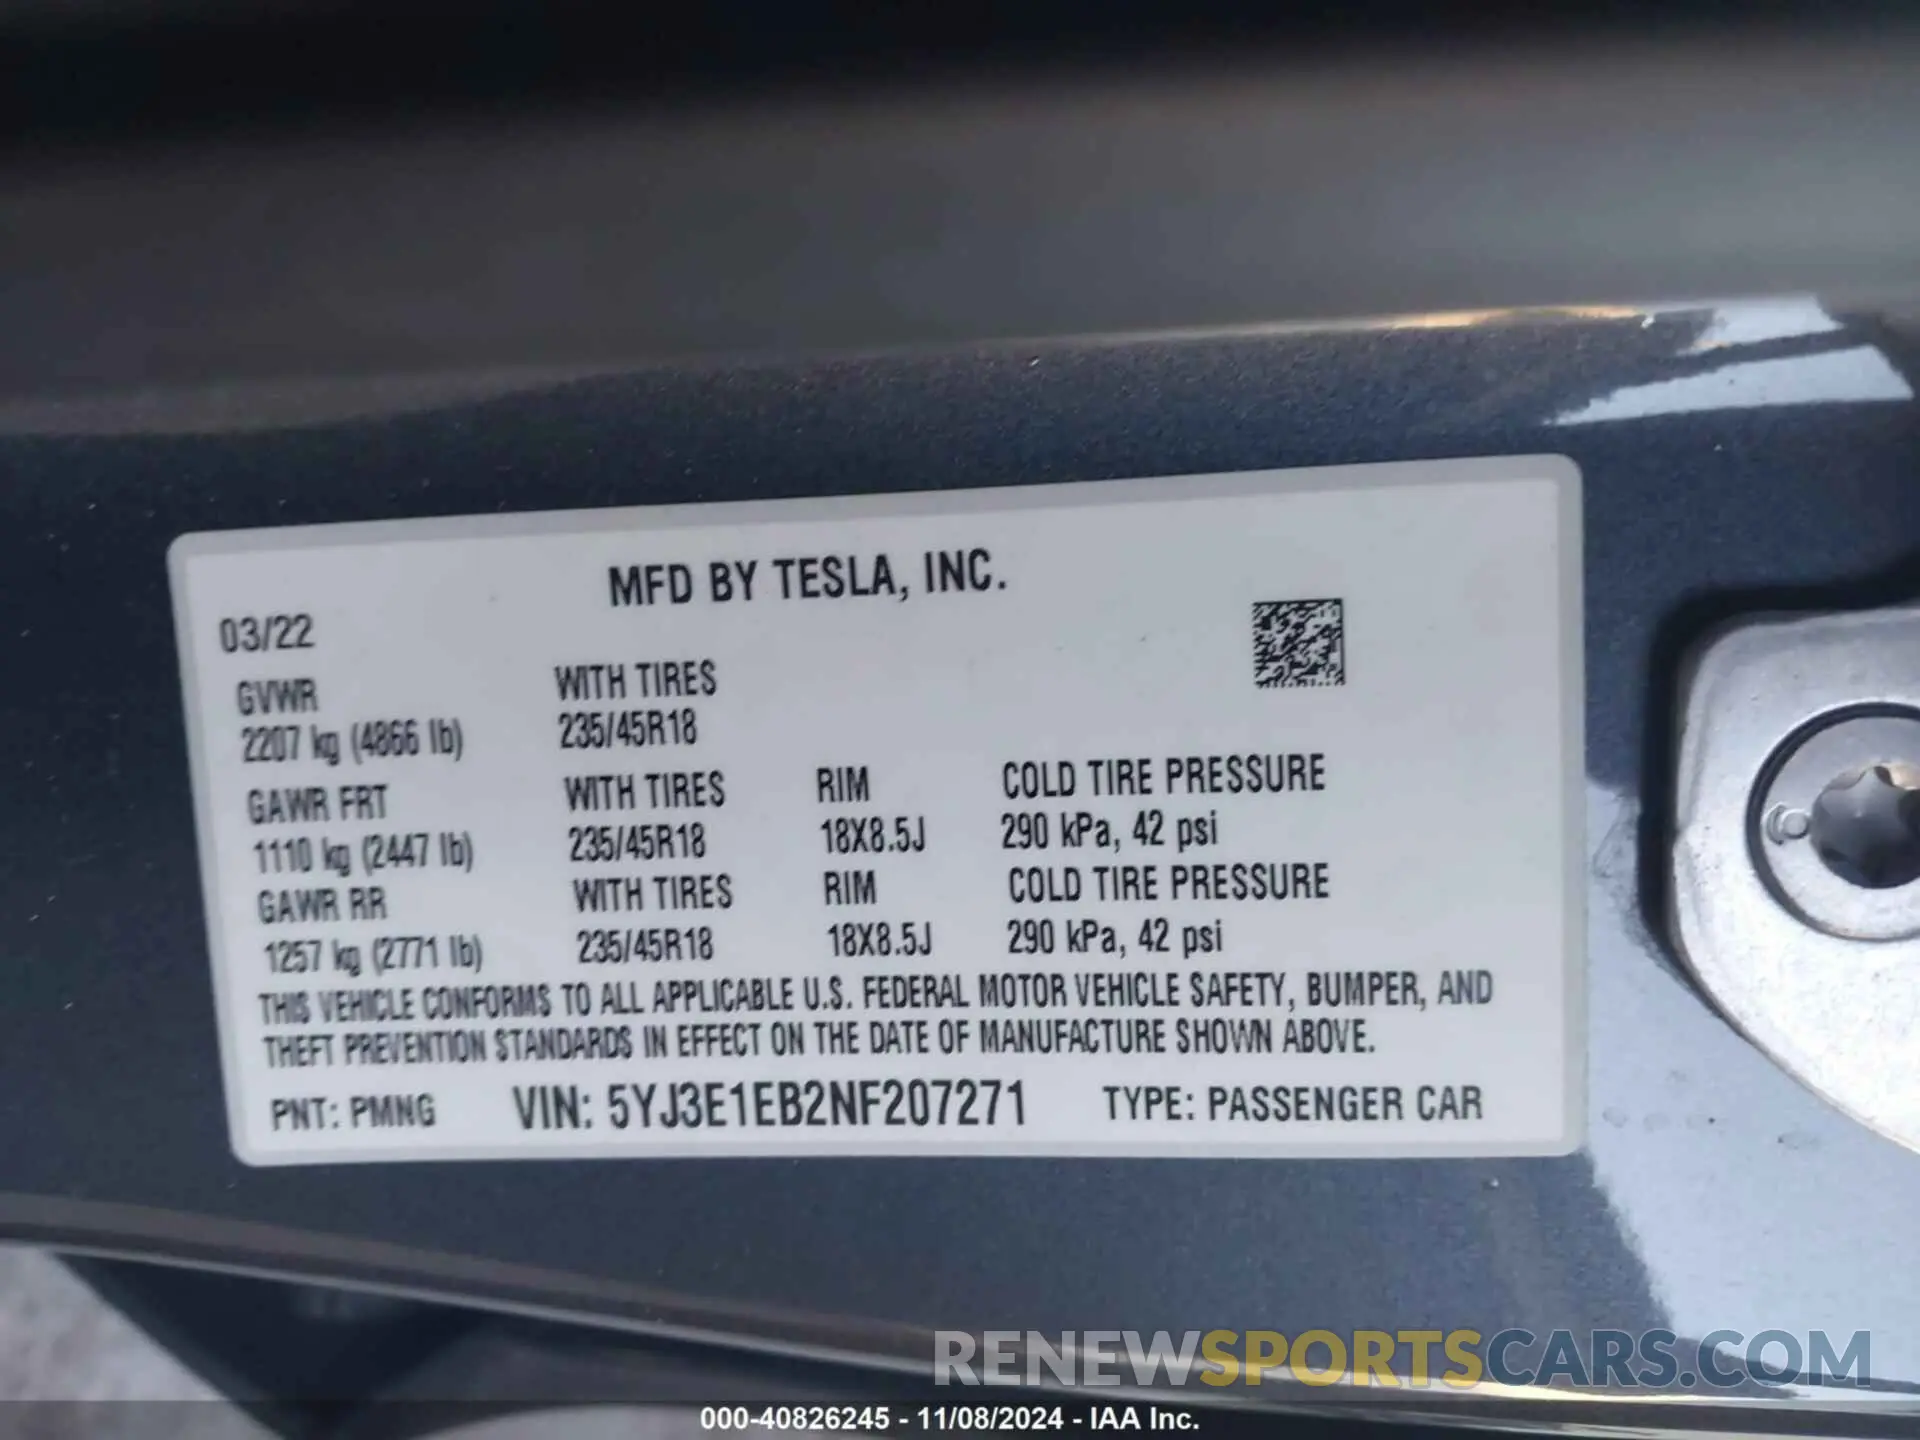 MFD BY TESLA, INC.
03/22
GVWR WITH TIRES
2207 kg (4866 lb) 235/45R18
GAWR FRT WITH TIRES RIM COLD TIRE PRESSURE
1110 kg (2447 lb) 235/45R18 18X8.5J 290 kPa, 42 psi
GAWR RR WITH TIRES RIM COLD TIRE PRESSURE
1257 kg (2771 lb) 235/45R18 18X8.5J 290 kPa, 42 psi
THIS VEHICLE CONFORMS TO ALL APPLICABLE U.S. FEDERAL MOTOR VEHICLE SAFETY, BUMPER, AND
THEFT PREVENTION STANDARDS IN EFFECT ON THE DATE OF MANUFACTURE SHOWN ABOVE.
PNT: PMNG VIN: 5YJ3E1EB2NF207271 TYPE: PASSENGER CAR
RENEWSPORTSCARS.COM
000-40826245 - 11/08/2024 - IAA Inc.